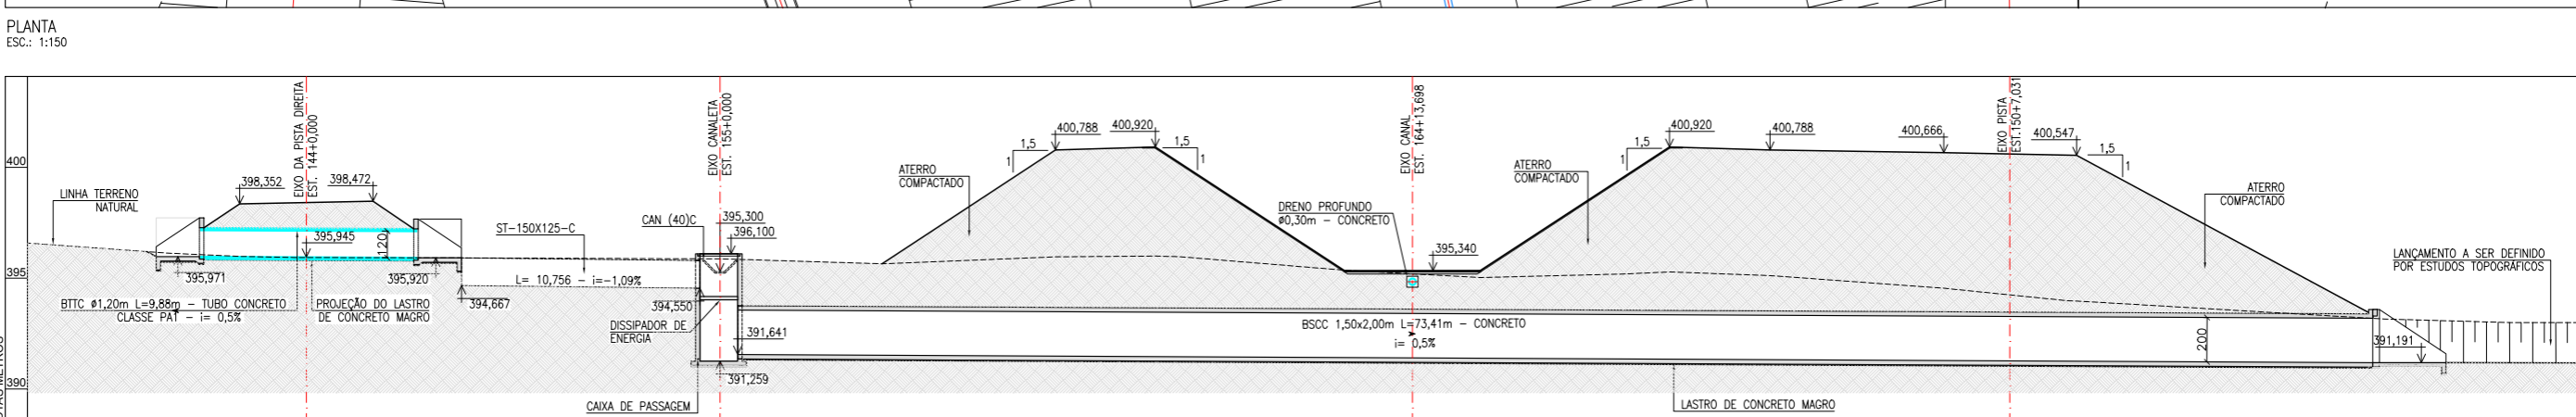 PLANTA
ESC.: 1:150
400
395
390
LINHA TERRENO
NATURAL
398,352
398,472
EIXO DA PISTA DIREITA
EST. 144+0,000
395,945
120
395,971
395,920
BTTC ø1,20m L=9,88m - TUBO CONCRETO
CLASSE PA1 - i= 0,5%
PROJEÇÃO DO LASTRO
DE CONCRETO MAGRO
394,667
ST-150X125-C
L= 10,756 - i=-1,09%
CAN (40)C
EIXO CANALETA
EST. 155+0,000
395,300
396,100
394,550
DISSIPADOR DE
ENERGIA
391,641
391,259
CAIXA DE PASSAGEM
ATERRO
COMPACTADO
1,5
1
400,788
400,920
1,5
1
DRENO PROFUNDO
ø0,30m - CONCRETO
EIXO CANAL
EST. 164+13,698
395,340
BSCC 1,50x2,00m L=73,41m - CONCRETO
i= 0,5%
ATERRO
COMPACTADO
1,5
1
400,920
400,788
400,666
400,547
EIXO PISTA
EST.150+7,031
1,5
1
ATERRO
COMPACTADO
LASTRO DE CONCRETO MAGRO
200
391,191
LANÇAMENTO A SER DEFINIDO
POR ESTUDOS TOPOGRÁFICOS